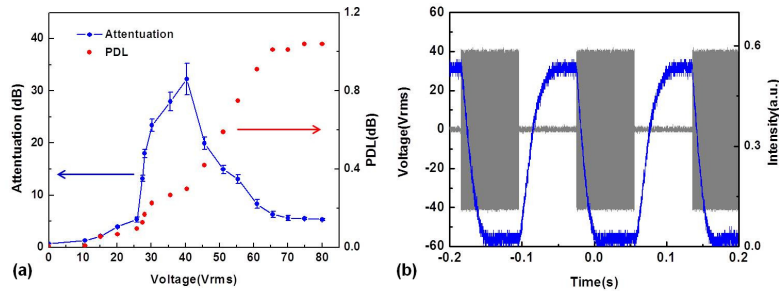 Attentuation
PDL
Attentuation (dB)
40
30
20
10
0
0 10 20 30 40 50 60 70 80
Voltage(Vrms)
1.2
0.8
0.4
0.0
PDL(dB)
(a)
Voltage(Vrms)
60
40
20
0
-20
-40
-60
-0.2 -0.1 0.0 0.1 0.2
Time(s)
0.6
0.3
0.0
Intensity(a.u.)
(b)